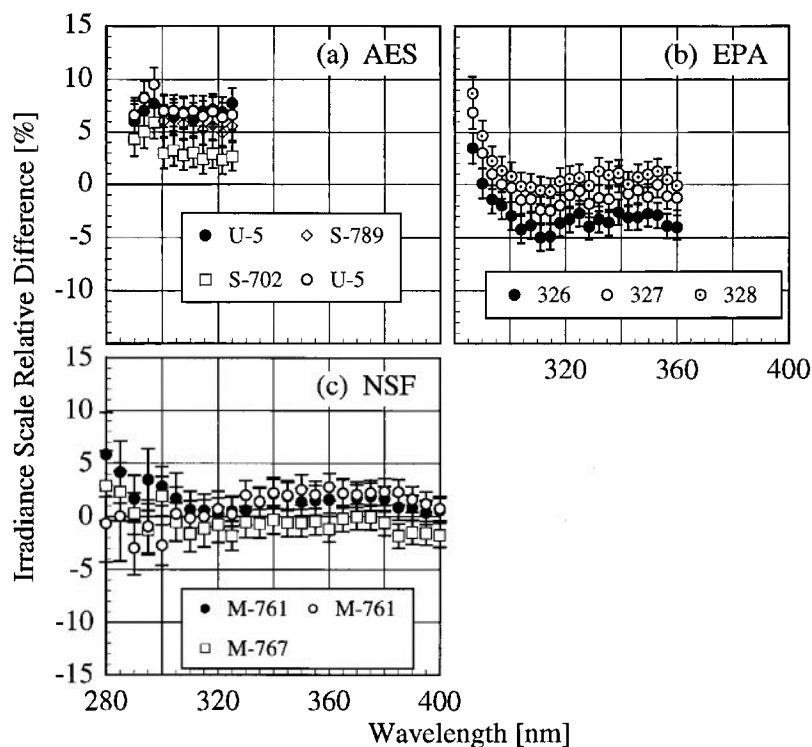 Irradiance Scale Relative Difference [%]
15
10
5
0
-5
-10
(a) AES
U-5 S-789
S-702 U-5
(b) EPA
326 327 328
320 360 400
15
10
5
0
-5
-10
-15
(c) NSF
M-761 M-761
M-767
280 320 360 400
Wavelength [nm]